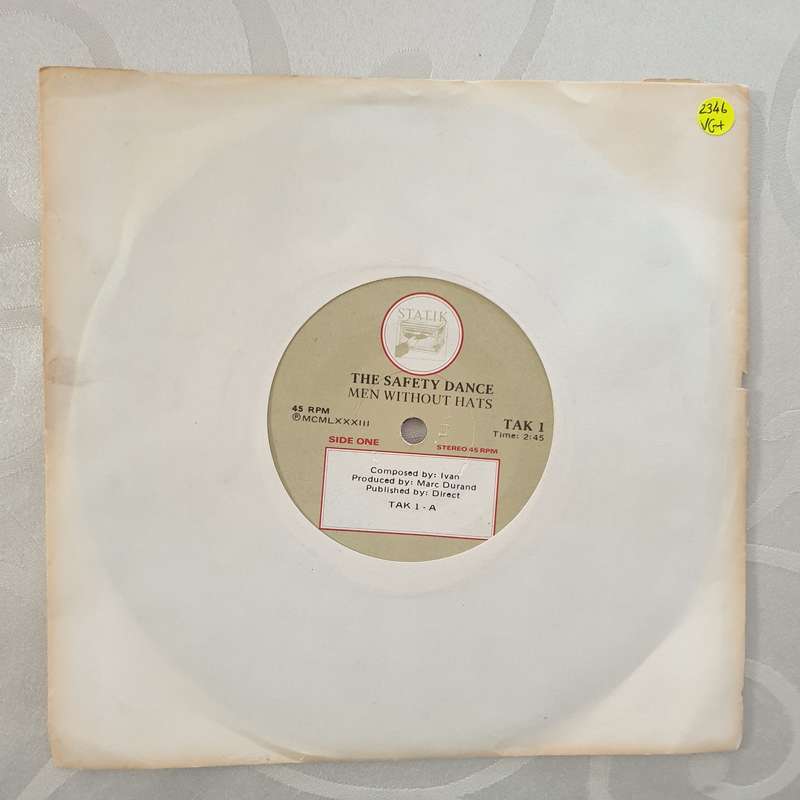 2346
VG+
STATIK
THE SAFETY DANCE
MEN WITHOUT HATS
45 RPM
ⓅMCMLXXXIII
TAK 1
Time: 2:45
SIDE ONE
STEREO 45 RPM
Composed by: Ivan
Produced by: Marc Durand
Published by: Direct
TAK 1 - A